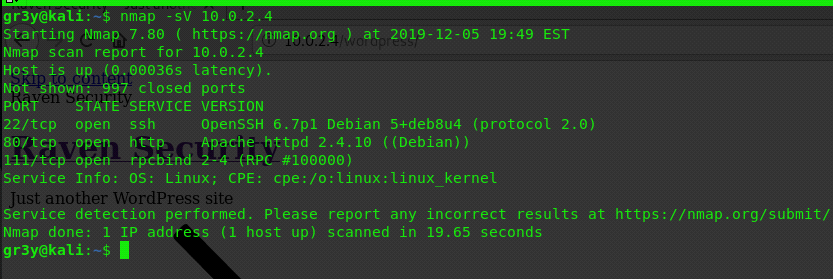 gr3y@kali:~$ nmap -sV 10.0.2.4
Starting Nmap 7.80 ( https://nmap.org ) at 2019-12-05 19:49 EST
10.0.2.4/wordpress/
Nmap scan report for 10.0.2.4
Host is up (0.00036s latency).
Skip to content
Not shown: 997 closed ports
Raven Security
PORT    STATE SERVICE VERSION
22/tcp  open  ssh     OpenSSH 6.7p1 Debian 5+deb8u4 (protocol 2.0)
80/tcp  open  http    Apache httpd 2.4.10 ((Debian))
Raven Security
111/tcp open  rpcbind 2-4 (RPC #100000)
Service Info: OS: Linux; CPE: cpe:/o:linux:linux_kernel
Just another WordPress site
Service detection performed. Please report any incorrect results at https://nmap.org/submit/
Nmap done: 1 IP address (1 host up) scanned in 19.65 seconds
gr3y@kali:~$